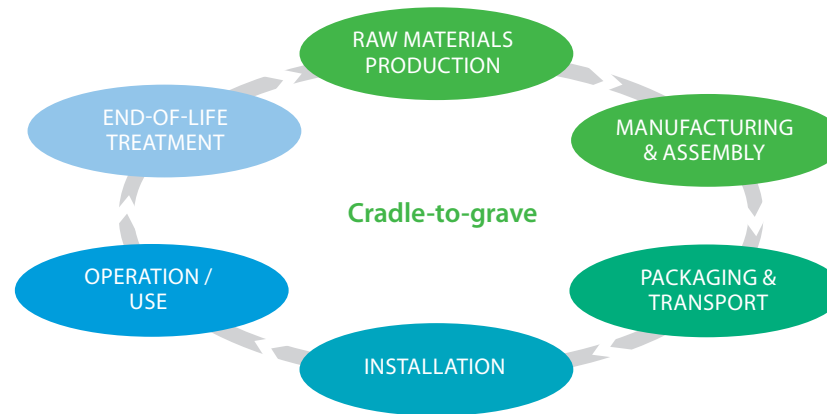 RAW MATERIALS
PRODUCTION
MANUFACTURING
& ASSEMBLY
PACKAGING &
TRANSPORT
INSTALLATION
OPERATION /
USE
END-OF-LIFE
TREATMENT
Cradle-to-grave